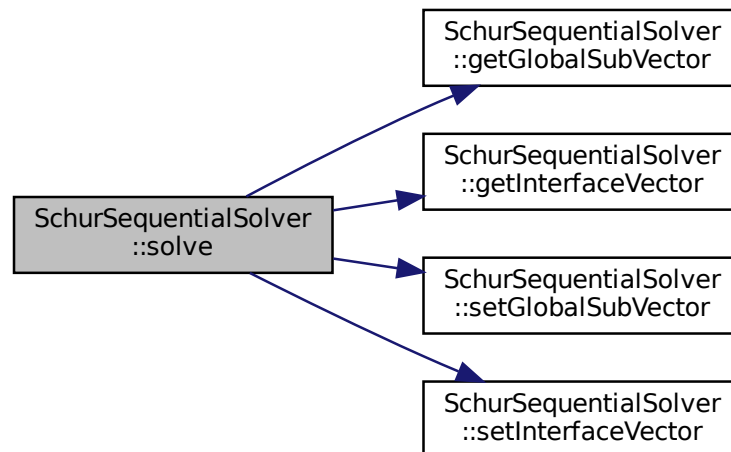 SchurSequentialSolver
::getGlobalSubVector
SchurSequentialSolver
::getInterfaceVector
SchurSequentialSolver
::solve
SchurSequentialSolver
::setGlobalSubVector
SchurSequentialSolver
::setInterfaceVector